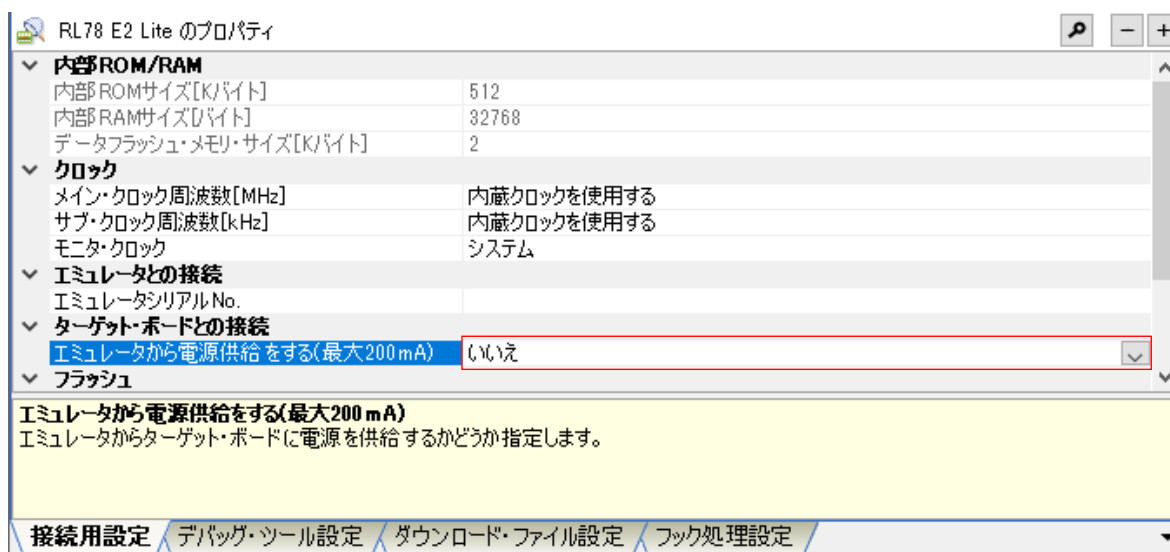 RL78 E2 Lite のプロパティ
内部ROM/RAM
内部ROMサイズ[Kバイト] 512
内部RAMサイズ[バイト] 32768
データフラッシュ・メモリ・サイズ[Kバイト] 2
クロック
メイン・クロック周波数[MHz] 内蔵クロックを使用する
サブ・クロック周波数[kHz] 内蔵クロックを使用する
モニタ・クロック システム
エミュレータとの接続
エミュレータシリアルNo.
ターゲット・ボードとの接続
エミュレータから電源供給をする(最大200mA) いいえ
フラッシュ
エミュレータから電源供給をする(最大200mA)
エミュレータからターゲット・ボードに電源を供給するかどうか指定します。
接続用設定 デバッグ・ツール設定 ダウンロード・ファイル設定 フック処理設定